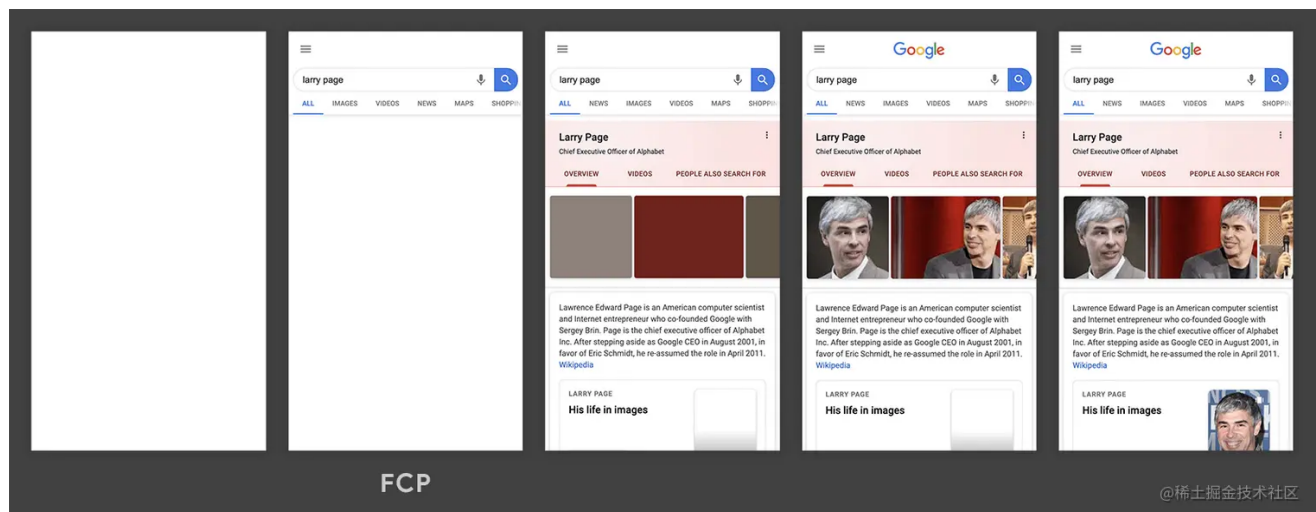 larry page
ALL IMAGES VIDEOS NEWS MAPS SHOPPIN
larry page
ALL NEWS IMAGES VIDEOS MAPS SHOPPIN
Larry Page
Chief Executive Officer of Alphabet
OVERVIEW VIDEOS PEOPLE ALSO SEARCH FOR
Lawrence Edward Page is an American computer scientist
and Internet entrepreneur who co-founded Google with
Sergey Brin. Page is the chief executive officer of Alphabet
Inc. After stepping aside as Google CEO in August 2001, in
favor of Eric Schmidt, he re-assumed the role in April 2011.
Wikipedia
LARRY PAGE
His life in images
Google
larry page
ALL NEWS IMAGES VIDEOS MAPS SHOPPIN
Larry Page
Chief Executive Officer of Alphabet
OVERVIEW VIDEOS PEOPLE ALSO SEARCH FOR
Lawrence Edward Page is an American computer scientist
and Internet entrepreneur who co-founded Google with
Sergey Brin. Page is the chief executive officer of Alphabet
Inc. After stepping aside as Google CEO in August 2001, in
favor of Eric Schmidt, he re-assumed the role in April 2011.
Wikipedia
LARRY PAGE
His life in images
Google
larry page
ALL NEWS IMAGES VIDEOS MAPS SHOPPIN
Larry Page
Chief Executive Officer of Alphabet
OVERVIEW VIDEOS PEOPLE ALSO SEARCH FOR
Lawrence Edward Page is an American computer scientist
and Internet entrepreneur who co-founded Google with
Sergey Brin. Page is the chief executive officer of Alphabet
Inc. After stepping aside as Google CEO in August 2001, in
favor of Eric Schmidt, he re-assumed the role in April 2011.
Wikipedia
LARRY PAGE
His life in images
FCP
@稀土掘金技术社区